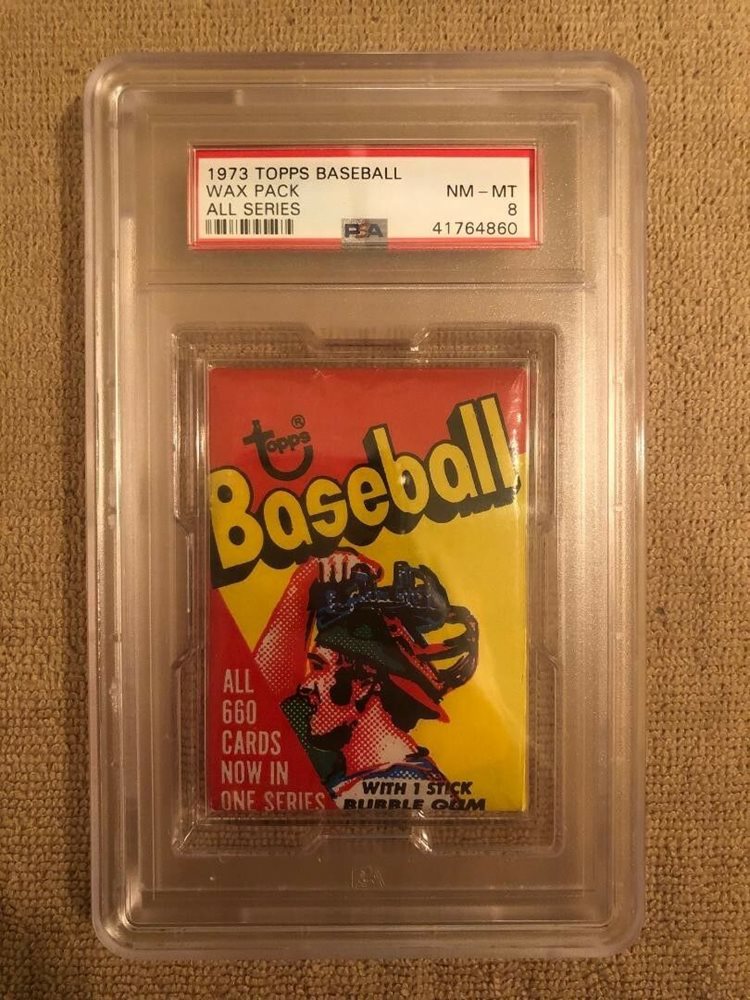 1973 TOPPS BASEBALL
WAX PACK
NM - MT
ALL SERIES
8
PSA
41764860
topps®
Baseball
ALL
660
CARDS
NOW IN
ONE SERIES
WITH 1 STICK
BUBBLE GUM
PSA